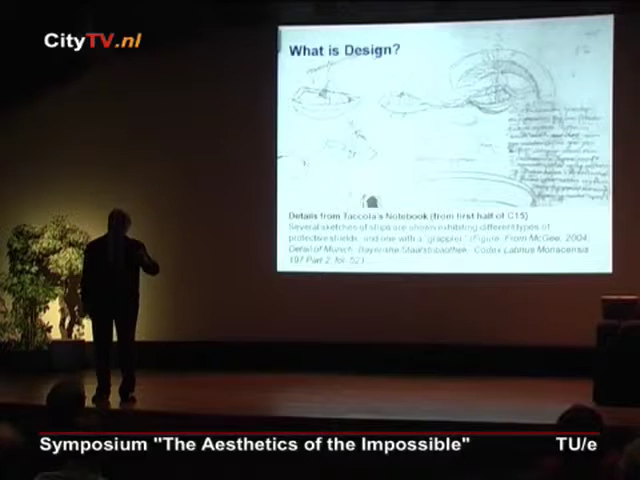 CityTV.nl
What is Design?
Details from Taccola's Notebook (from first half of C15)
Several sketches of ships are shown exhibiting different types of
protective shields, and one with a "grappler." (Figure. From McGee, 2004,
Detail of Munich, Bayerische Staatsbibliothek. Codex Latinus Monacensis
197 Part 2, fol. 52)
Symposium "The Aesthetics of the Impossible"
TU/e